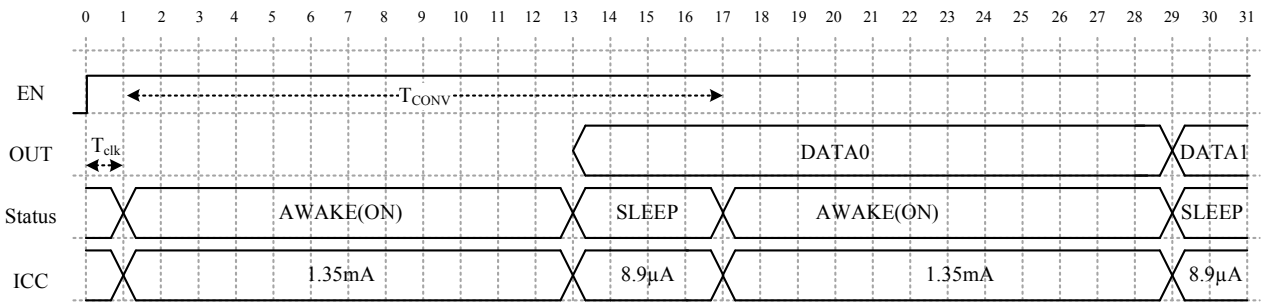 0 1 2 3 4 5 6 7 8 9 10 11 12 13 14 15 16 17 18 19 20 21 22 23 24 25 26 27 28 29 30 31
EN TCONV
OUT Tclk DATA0 DATA1
Status AWAKE(ON) SLEEP AWAKE(ON) SLEEP
ICC 1.35mA 8.9µA 1.35mA 8.9µA